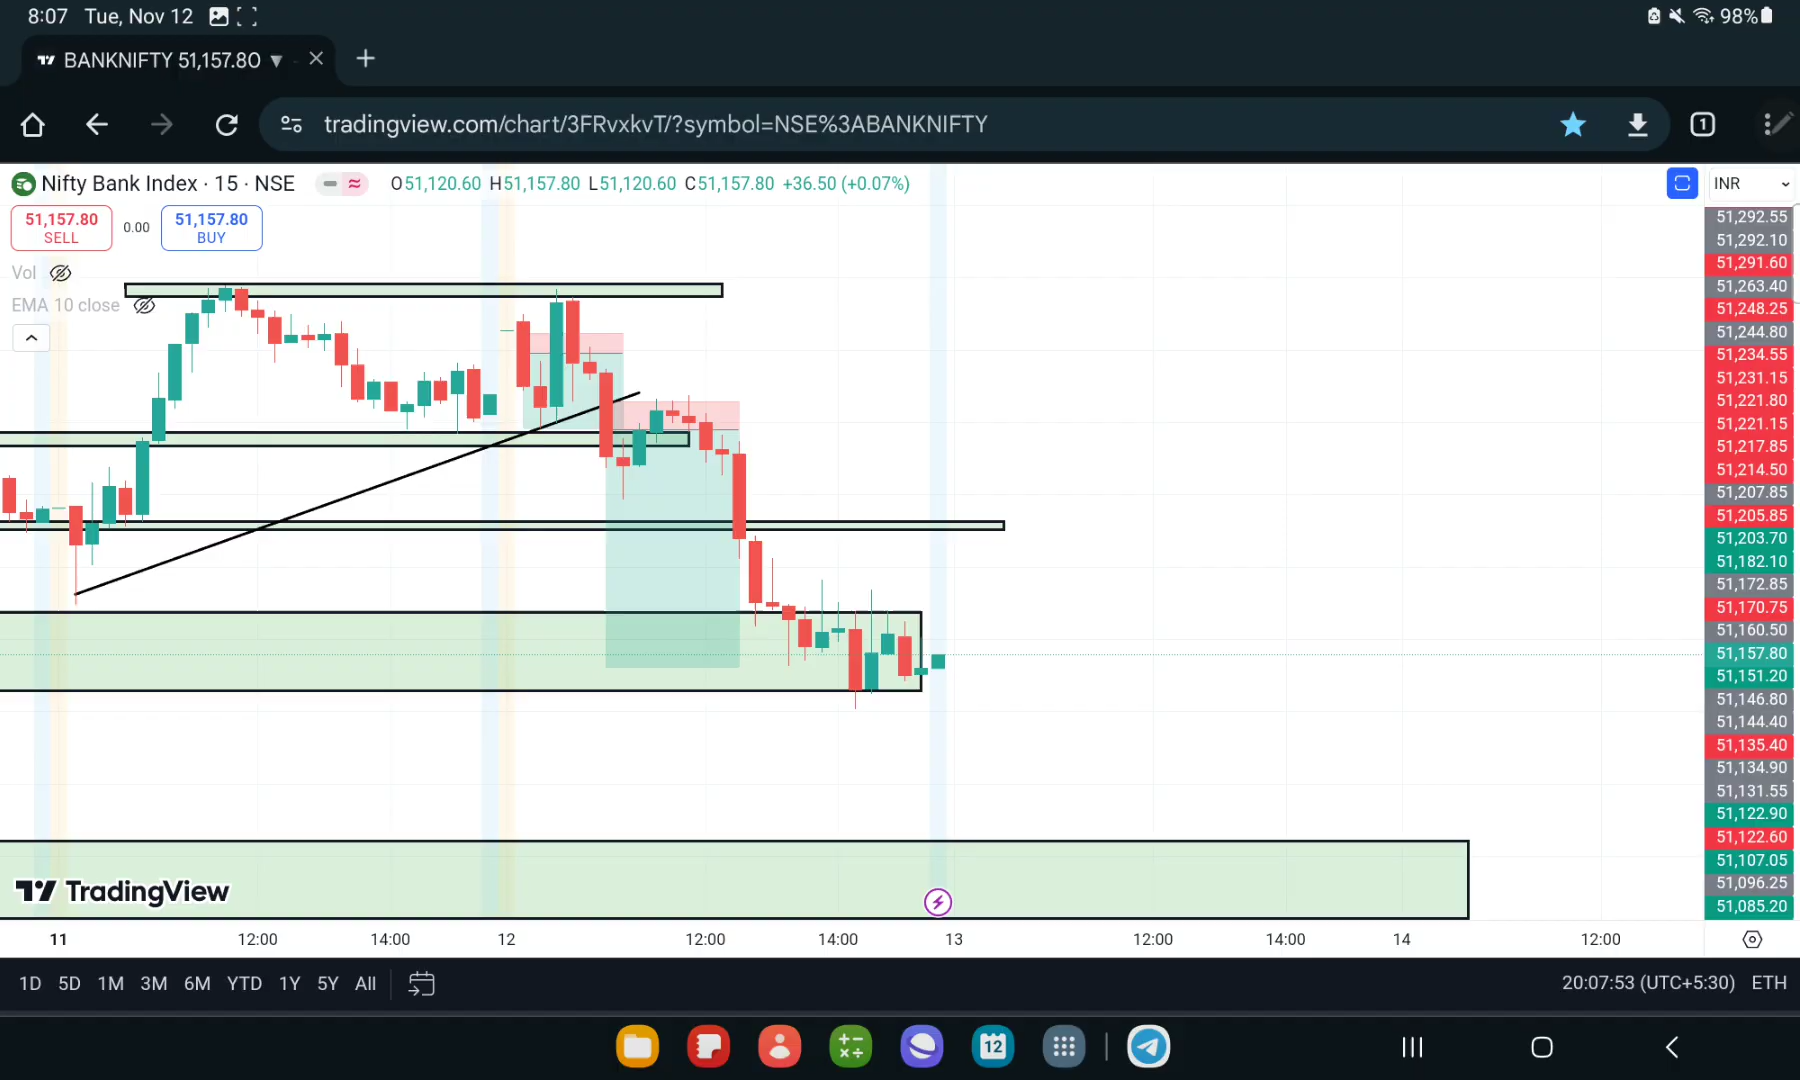 8:07 Tue, Nov 12
98%
BANKNIFTY 51,157.80 ▼
tradingview.com/chart/3FRvxkvT/?symbol=NSE%3ABANKNIFTY
1
Nifty Bank Index · 15 · NSE
O51,120.60 H51,157.80 L51,120.60 C51,157.80 +36.50 (+0.07%)
INR
51,157.80
SELL
0.00
51,157.80
BUY
Vol
EMA 10 close
51,292.55
51,292.10
51,291.60
51,263.40
51,248.25
51,244.80
51,234.55
51,231.15
51,221.80
51,221.15
51,217.85
51,214.50
51,207.85
51,205.85
51,203.70
51,182.10
51,172.85
51,170.75
51,160.50
51,157.80
51,151.20
51,146.80
51,144.40
51,135.40
51,134.90
51,131.55
51,122.90
51,122.60
51,107.05
51,096.25
51,085.20
TradingView
11 12:00 14:00 12 12:00 14:00 13 12:00 14:00 14 12:00
1D 5D 1M 3M 6M YTD 1Y 5Y All
20:07:53 (UTC+5:30) ETH
12